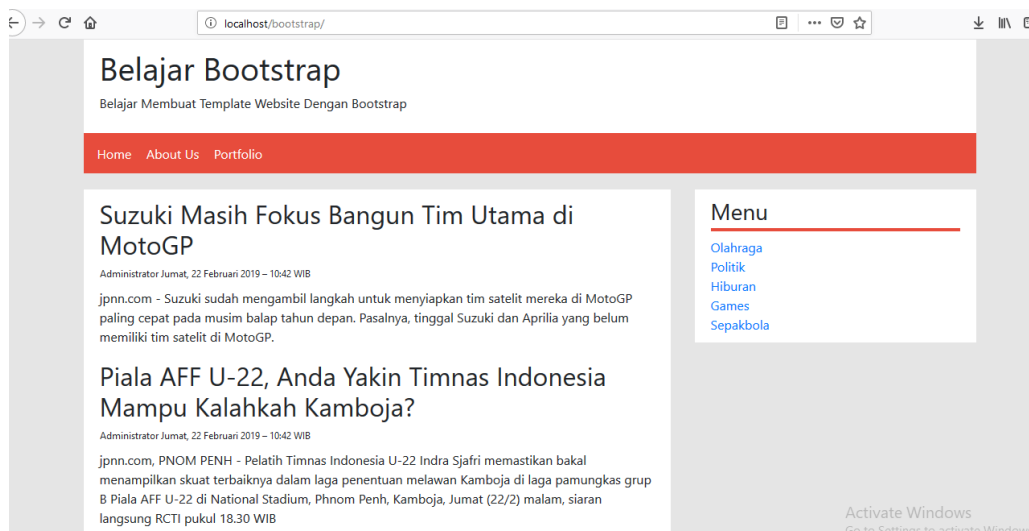 localhost/bootstrap/
Belajar Bootstrap
Belajar Membuat Template Website Dengan Bootstrap
Home About Us Portfolio
Suzuki Masih Fokus Bangun Tim Utama di
MotoGP
Administrator Jumat, 22 Februari 2019 – 10:42 WIB
jpnn.com - Suzuki sudah mengambil langkah untuk menyiapkan tim satelit mereka di MotoGP
paling cepat pada musim balap tahun depan. Pasalnya, tinggal Suzuki dan Aprilia yang belum
memiliki tim satelit di MotoGP.
Piala AFF U-22, Anda Yakin Timnas Indonesia
Mampu Kalahkah Kamboja?
Administrator Jumat, 22 Februari 2019 – 10:42 WIB
jpnn.com, PNOM PENH - Pelatih Timnas Indonesia U-22 Indra Sjafri memastikan bakal
menampilkan skuat terbaiknya dalam laga penentuan melawan Kamboja di laga pamungkas grup
B Piala AFF U-22 di National Stadium, Phnom Penh, Kamboja, Jumat (22/2) malam, siaran
langsung RCTI pukul 18.30 WIB
Menu
Olahraga
Politik
Hiburan
Games
Sepakbola
Activate Windows
Go to Settings to activate Windows